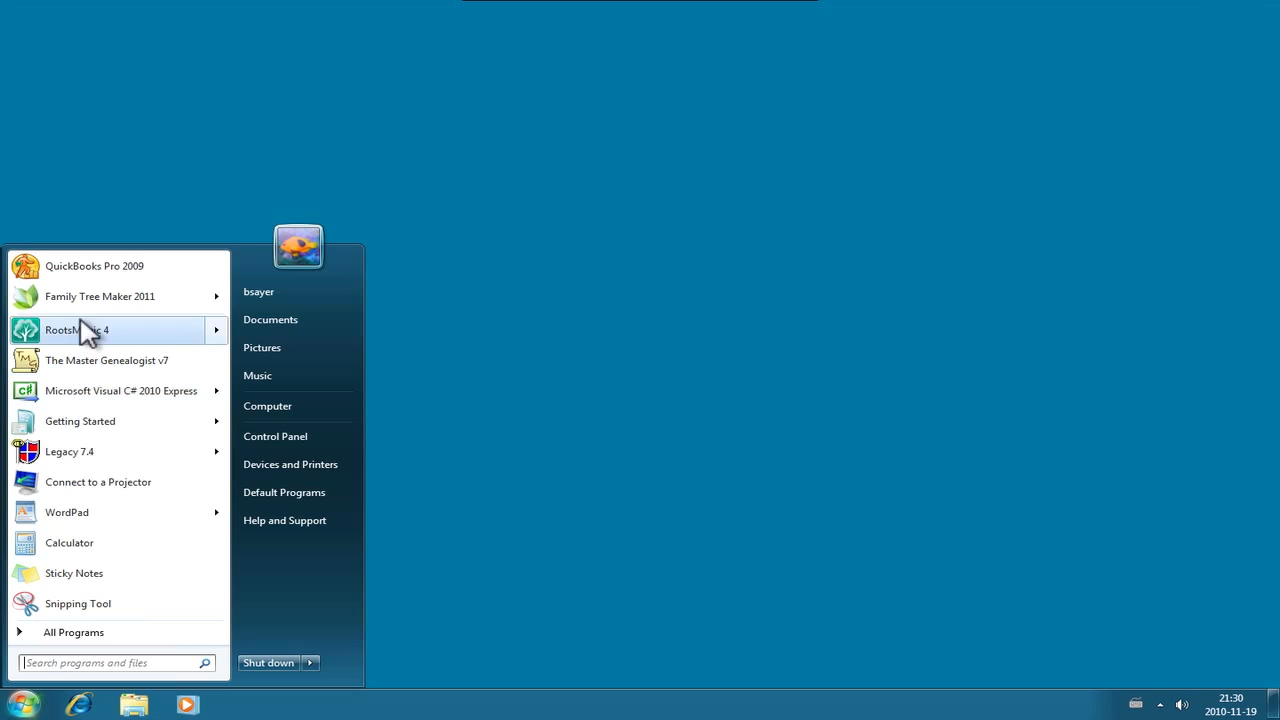 QuickBooks Pro 2009
Family Tree Maker 2011
RootsMagic 4
The Master Genealogist v7
Microsoft Visual C# 2010 Express
Getting Started
Legacy 7.4
Connect to a Projector
WordPad
Calculator
Sticky Notes
Snipping Tool
All Programs
Search programs and files
bsayer
Documents
Pictures
Music
Computer
Control Panel
Devices and Printers
Default Programs
Help and Support
Shut down
TMG
C#
21:30
2010-11-19